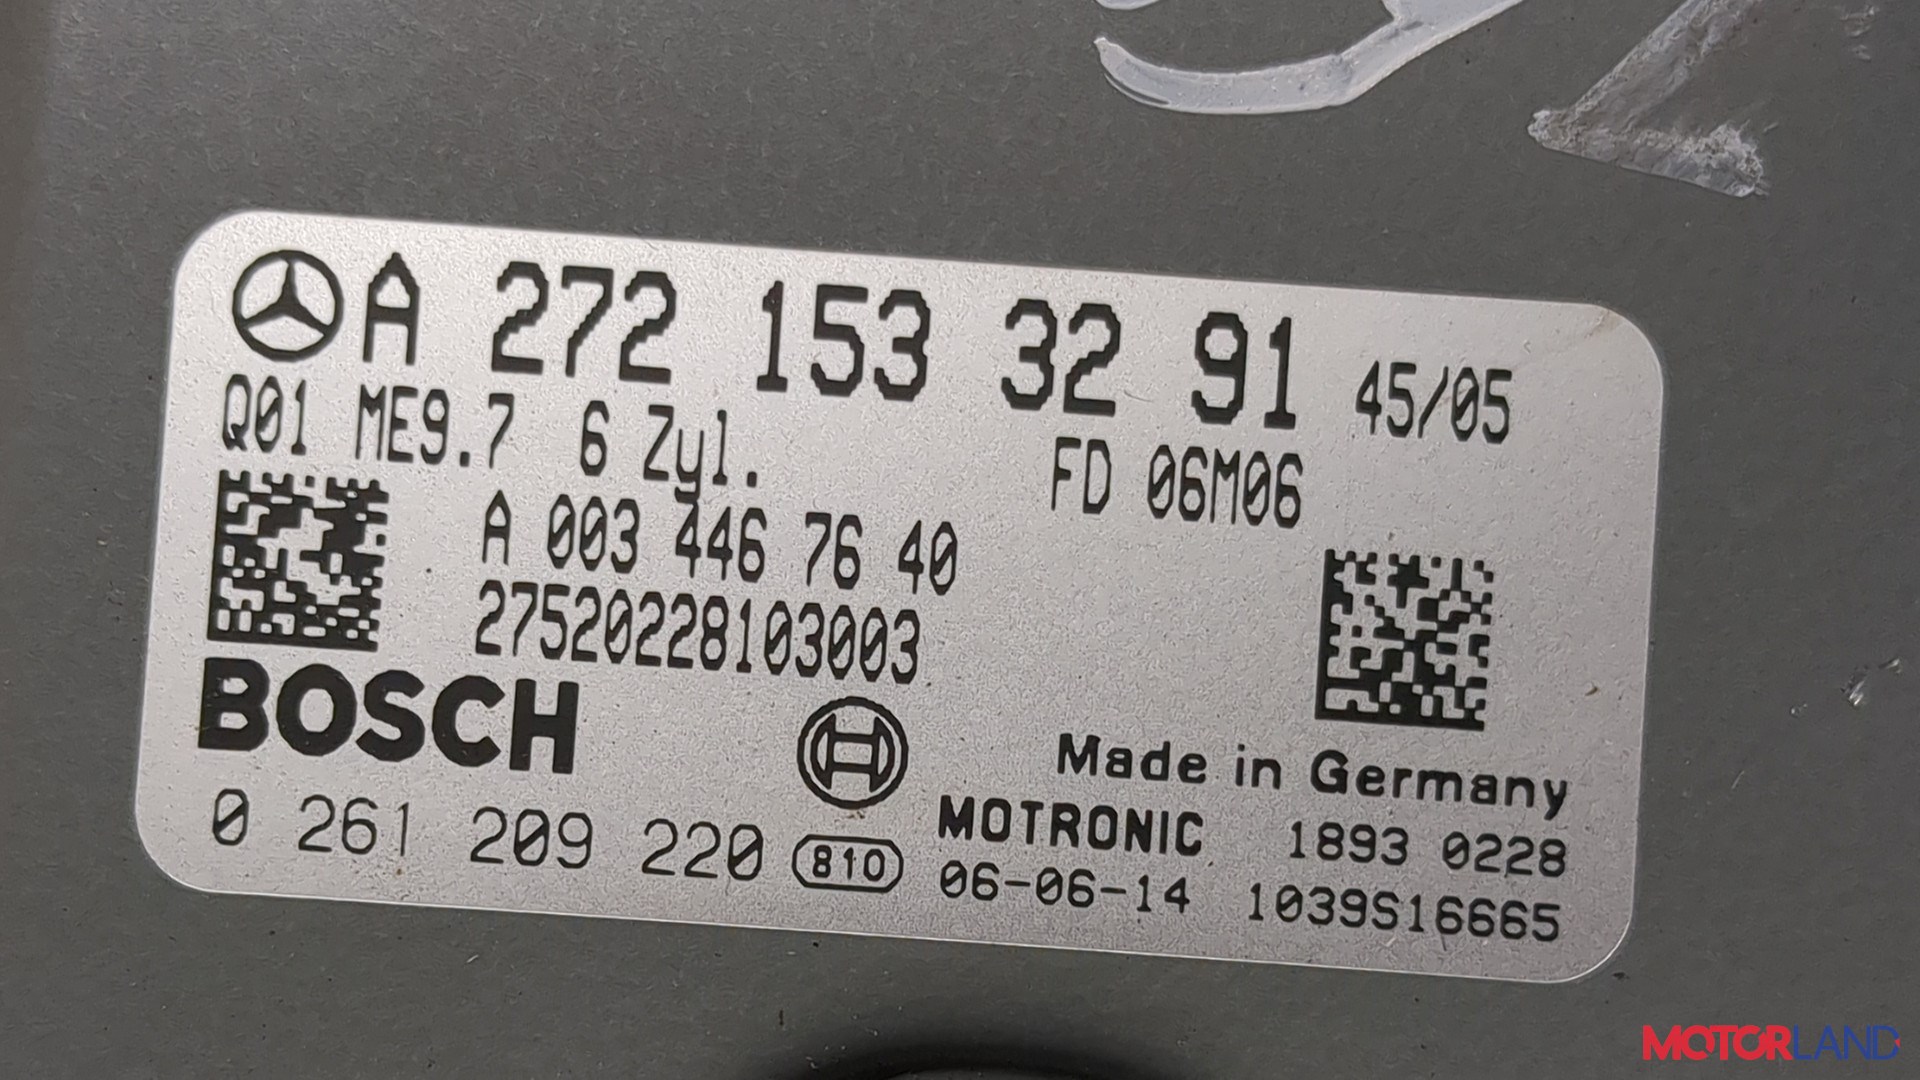 A 272 153 32 91 45/05
Q01 ME9.7 6 Zyl. FD 06M06
A 003 446 76 40
27520228103003
BOSCH
Made in Germany
0 261 209 220 810
MOTRONIC 1893 0228
06-06-14 1039S16665
MOTORLAND